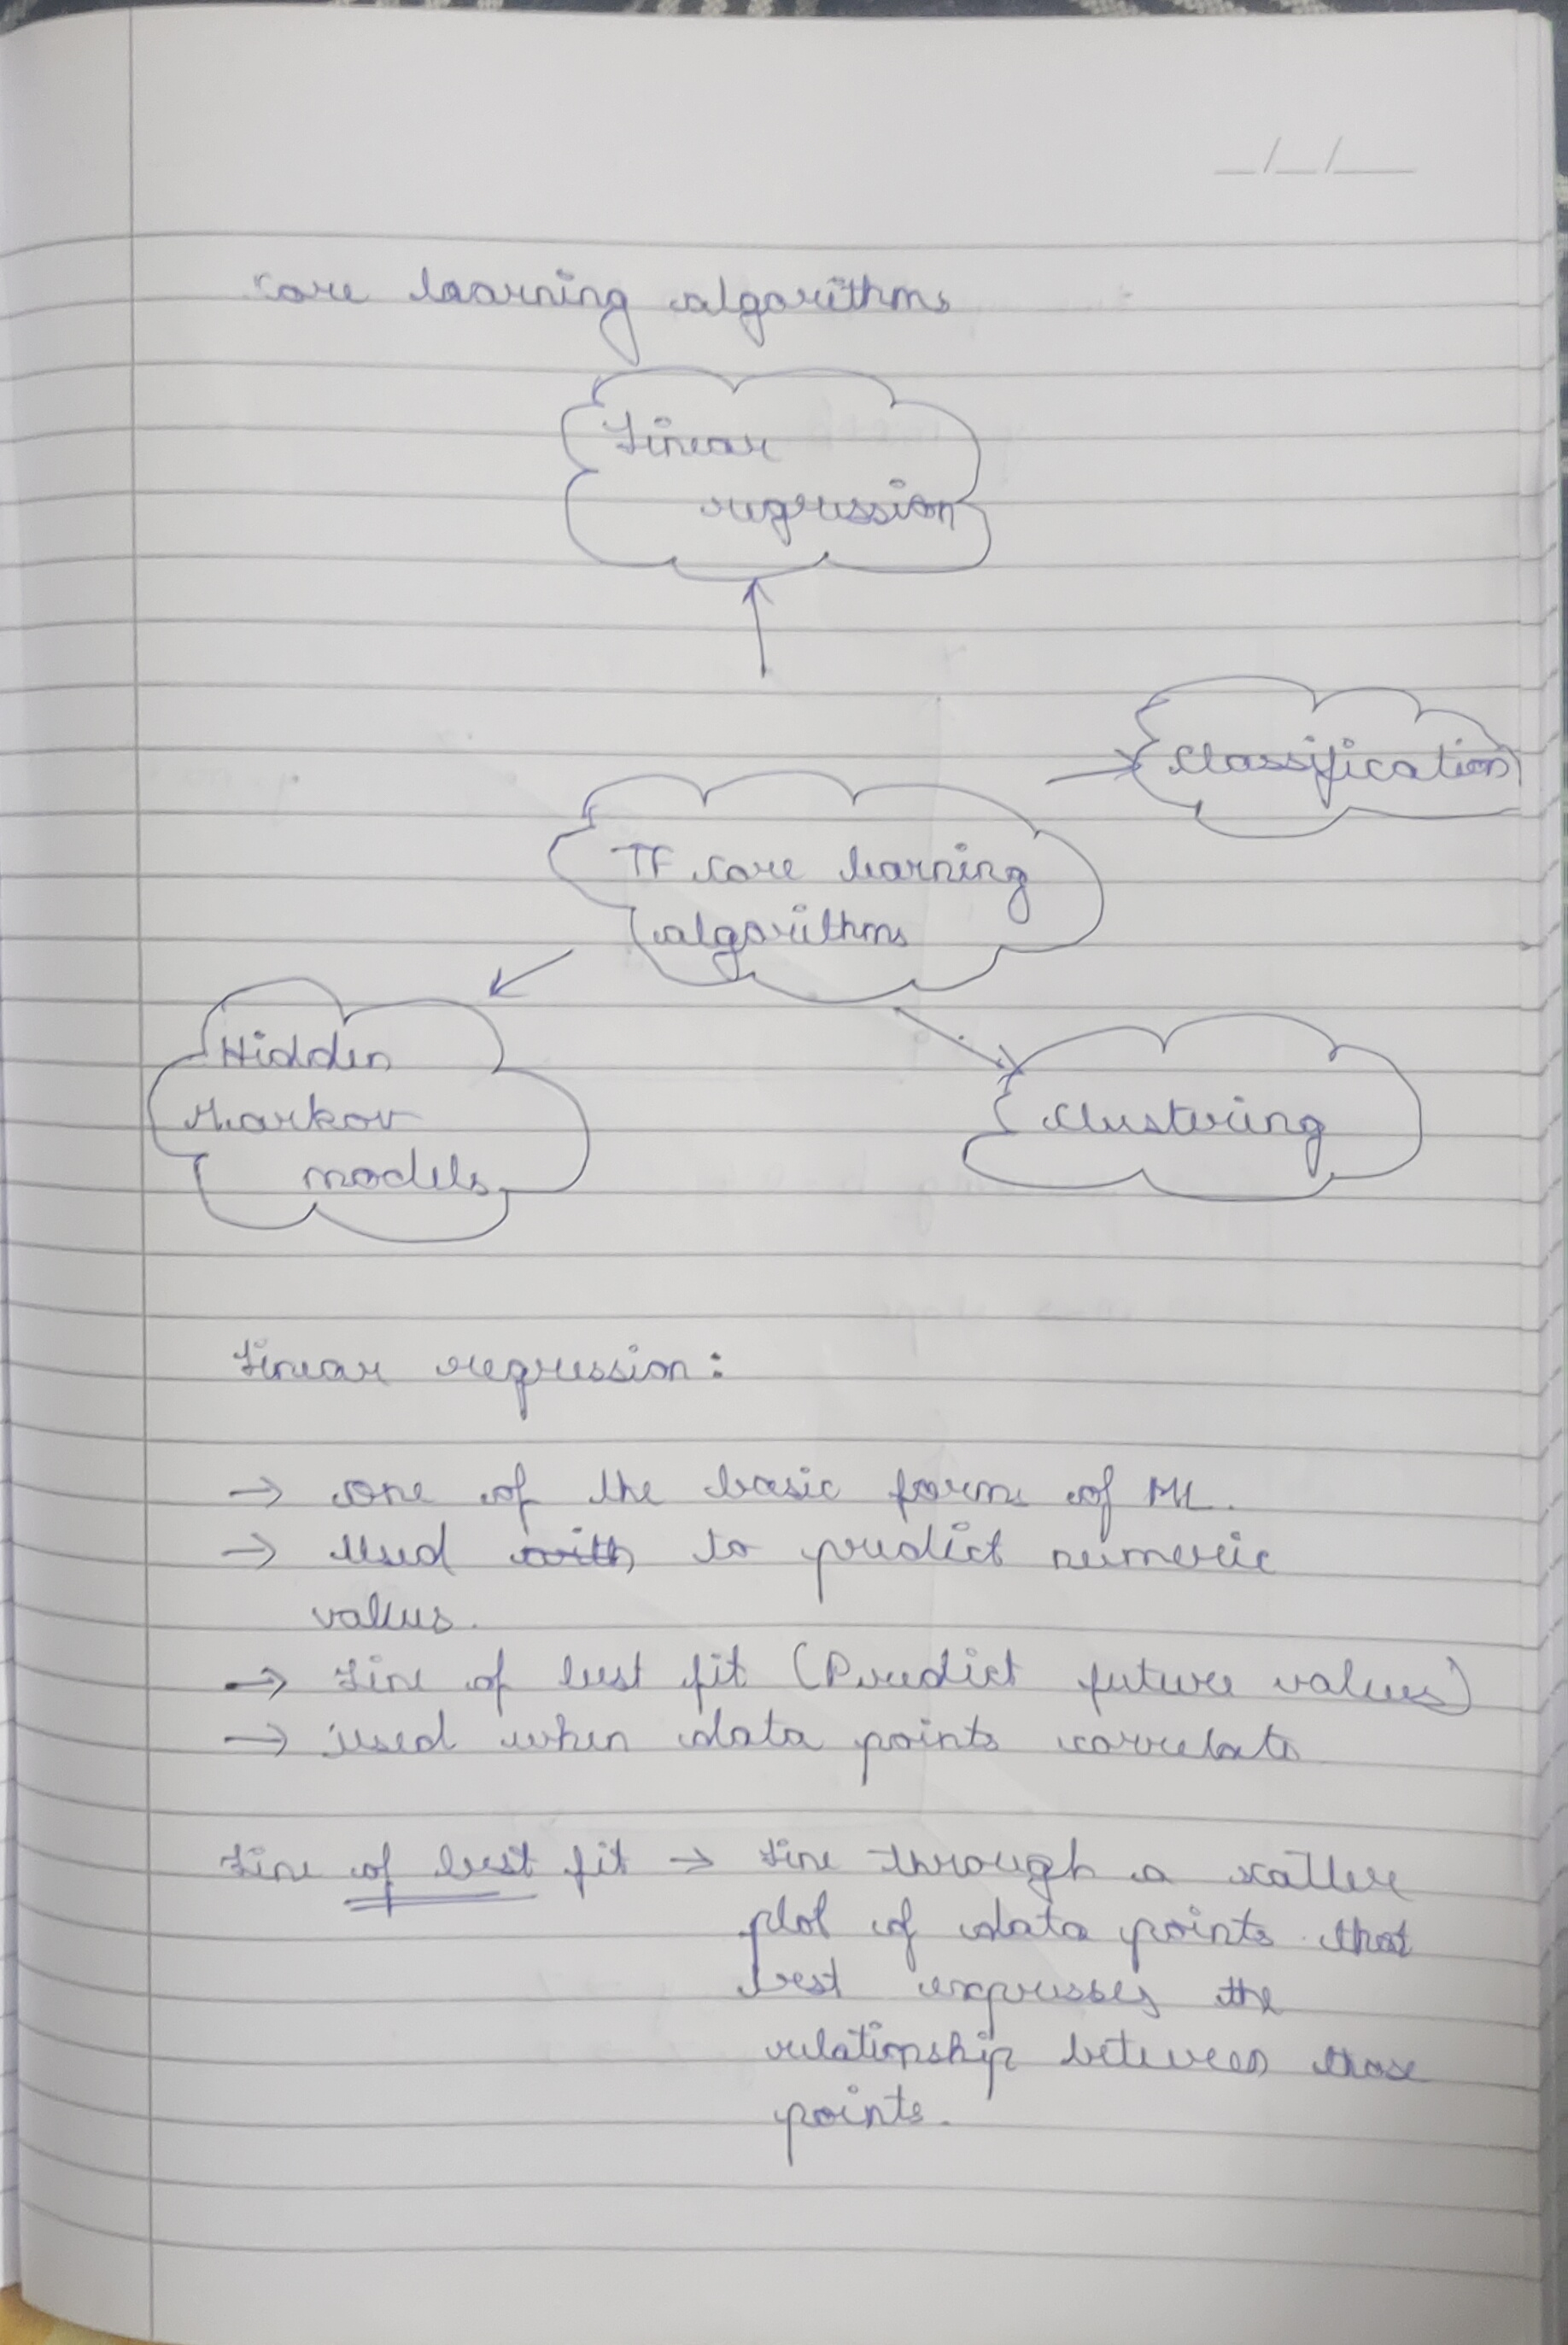 core learning algorithms
Linear
regression
Classification
TF core learning
algorithms
Hidden
Markov
models
Clustering
Linear regression:
→ one of the basic form of ML.
→ Used with to predict numeric
values.
→ Line of best fit (Predict future values)
→ used when data points correlate
Line of best fit → Line through a scatter
plot of data points that
best expresses the
relationship between those
points.